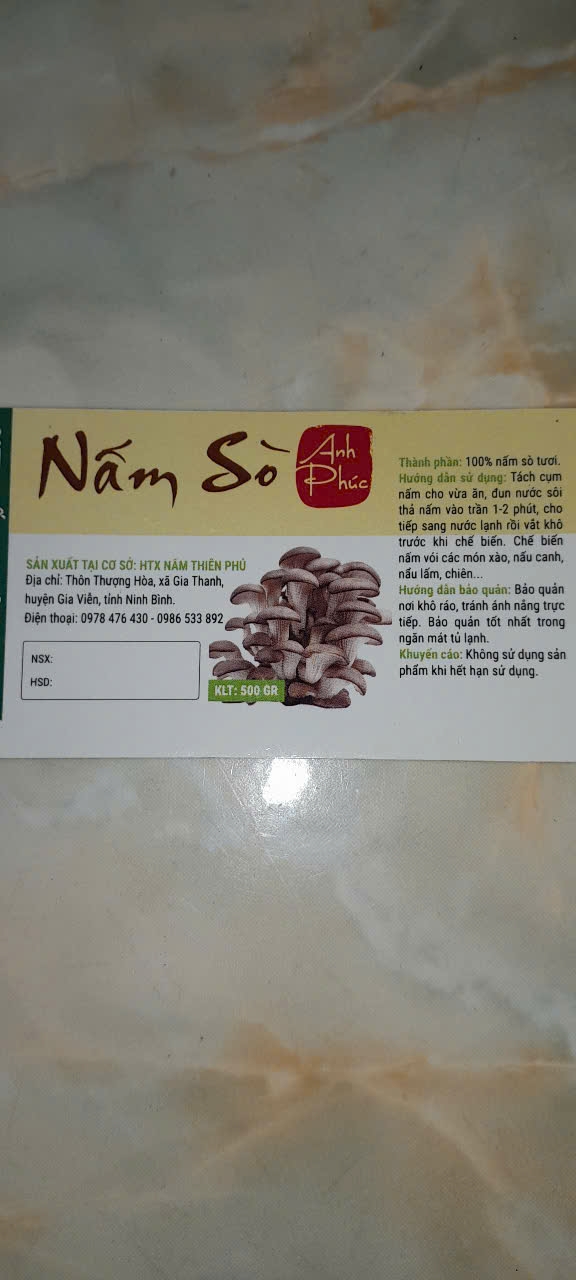 Nấm Sò
Anh
Phúc
SẢN XUẤT TẠI CƠ SỞ: HTX NẤM THIÊN PHÚ
Địa chỉ: Thôn Thượng Hòa, xã Gia Thanh,
huyện Gia Viễn, tỉnh Ninh Bình.
Điện thoại: 0978 476 430 - 0986 533 892
NSX:
HSD:
KLT: 500 GR
Thành phần: 100% nấm sò tươi.
Hướng dẫn sử dụng: Tách cụm
nấm cho vừa ăn, đun nước sôi
thả nấm vào trần 1-2 phút, cho
tiếp sang nước lạnh rồi vắt khô
trước khi chế biến. Chế biến
nấm vói các món xào, nấu canh,
nấu lẩm, chiên...
Hướng dẫn bảo quản: Bảo quản
nơi khô ráo, tránh ánh nắng trực
tiếp. Bảo quản tốt nhất trong
ngăn mát tủ lạnh.
Khuyến cáo: Không sử dụng sản
phẩm khi hết hạn sử dụng.